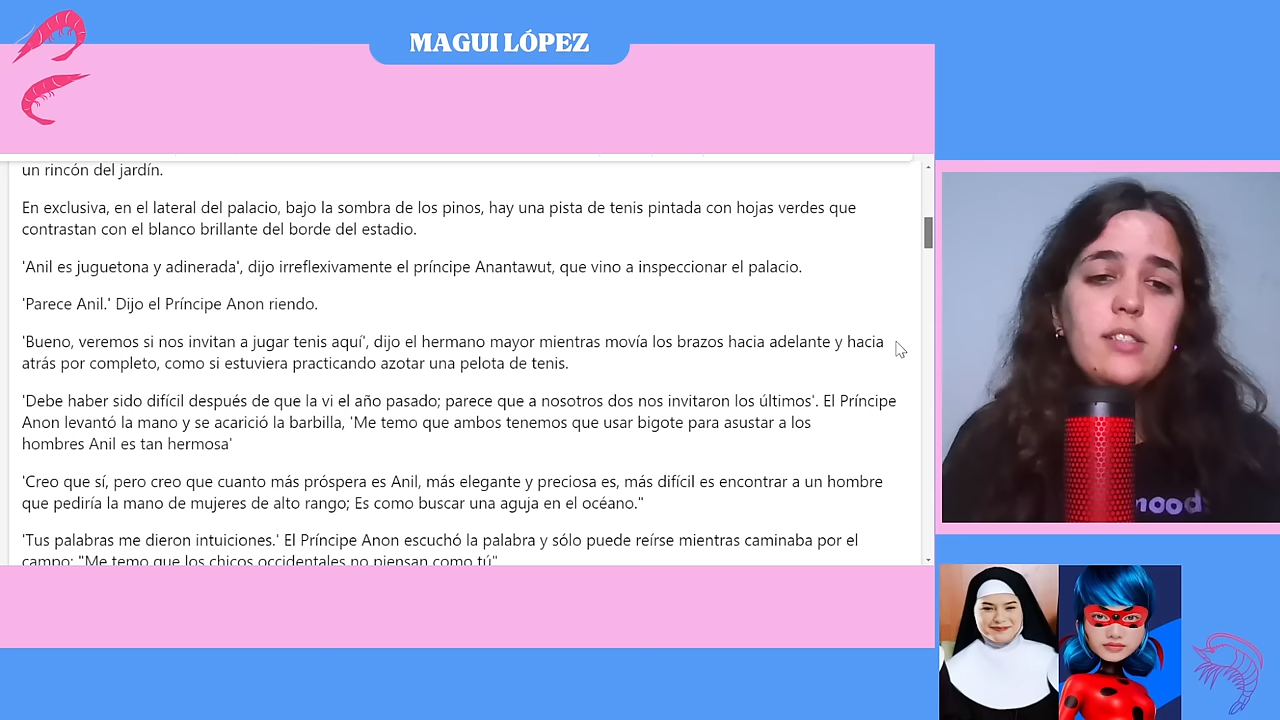 MAGUI LÓPEZ
un rincón del jardín.
En exclusiva, en el lateral del palacio, bajo la sombra de los pinos, hay una pista de tenis pintada con hojas verdes que
contrastan con el blanco brillante del borde del estadio.
'Anil es juguetona y adinerada', dijo irreflexivamente el príncipe Anantawut, que vino a inspeccionar el palacio.
'Parece Anil.' Dijo el Príncipe Anon riendo.
'Bueno, veremos si nos invitan a jugar tenis aquí', dijo el hermano mayor mientras movía los brazos hacia adelante y hacia
atrás por completo, como si estuviera practicando azotar una pelota de tenis.
'Debe haber sido difícil después de que la vi el año pasado; parece que a nosotros dos nos invitaron los últimos'. El Príncipe
Anon levantó la mano y se acarició la barbilla, 'Me temo que ambos tenemos que usar bigote para asustar a los
hombres Anil es tan hermosa'
'Creo que sí, pero creo que cuanto más próspera es Anil, más elegante y preciosa es, más difícil es encontrar a un hombre
que pediría la mano de mujeres de alto rango; Es como buscar una aguja en el océano."
'Tus palabras me dieron intuiciones.' El Príncipe Anon escuchó la palabra y sólo puede reírse mientras caminaba por el
campo; "Me temo que los chicos occidentales no piensan como tú"
mood